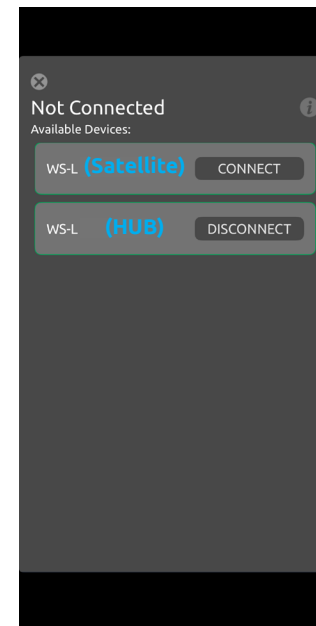 Not Connected
Available Devices:
WS-L (Satellite) CONNECT
WS-L (HUB) DISCONNECT